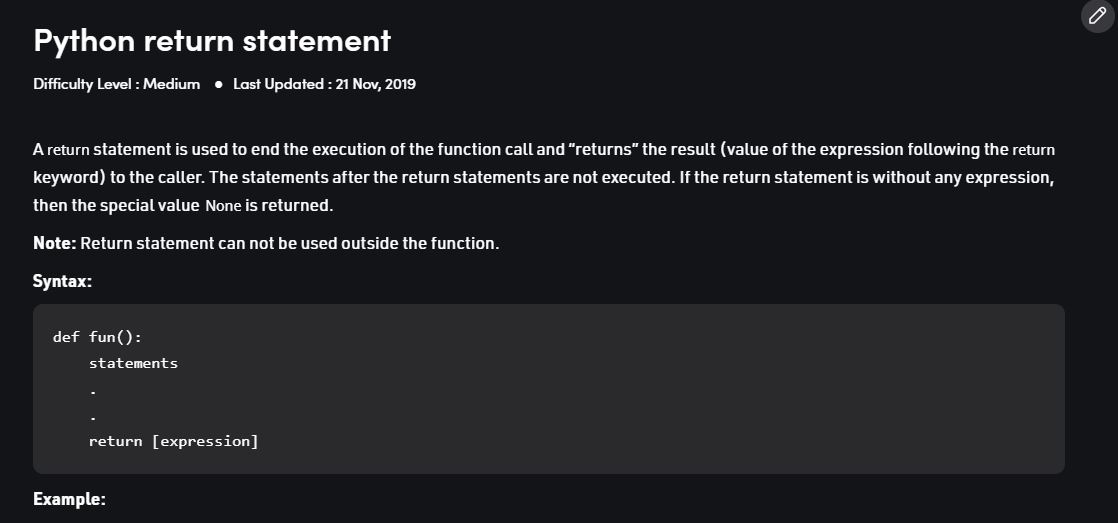 Python return statement
Difficulty Level : Medium ● Last Updated : 21 Nov, 2019
A return statement is used to end the execution of the function call and “returns” the result (value of the expression following the return
keyword) to the caller. The statements after the return statements are not executed. If the return statement is without any expression,
then the special value None is returned.
Note: Return statement can not be used outside the function.
Syntax:
def fun():
    statements
    .
    .
    return [expression]
Example: